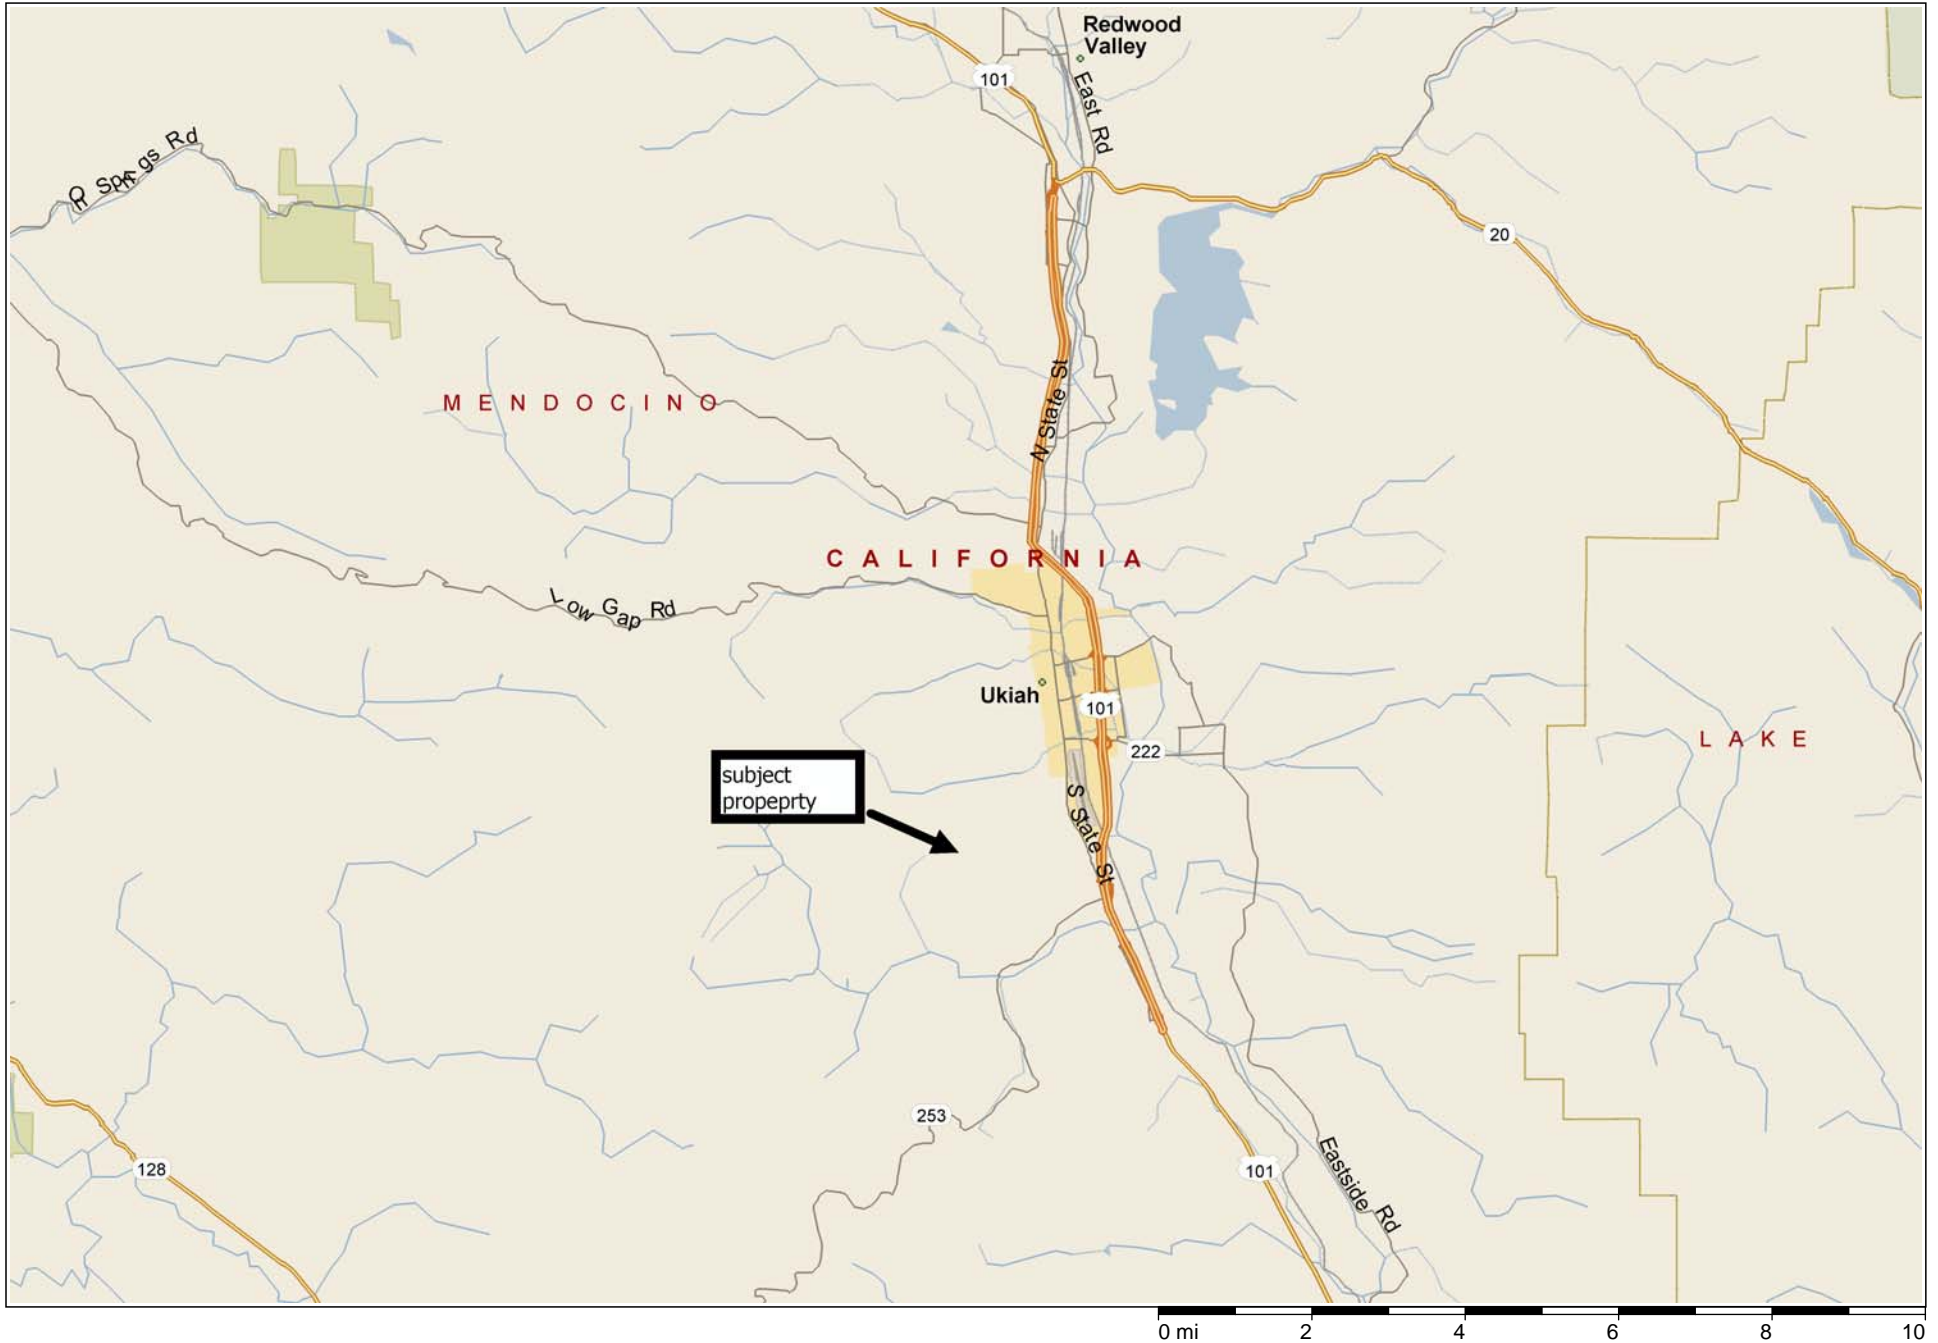 Redwood
Valley
101
East Rd
Rd
20
N State St
MENDOCINO
CALIFORNIA
Low Gap Rd
Ukiah
101
222
LAKE
subject
propeprty
S State St
253
128
101
Eastside Rd
0 mi 2 4 6 8 10